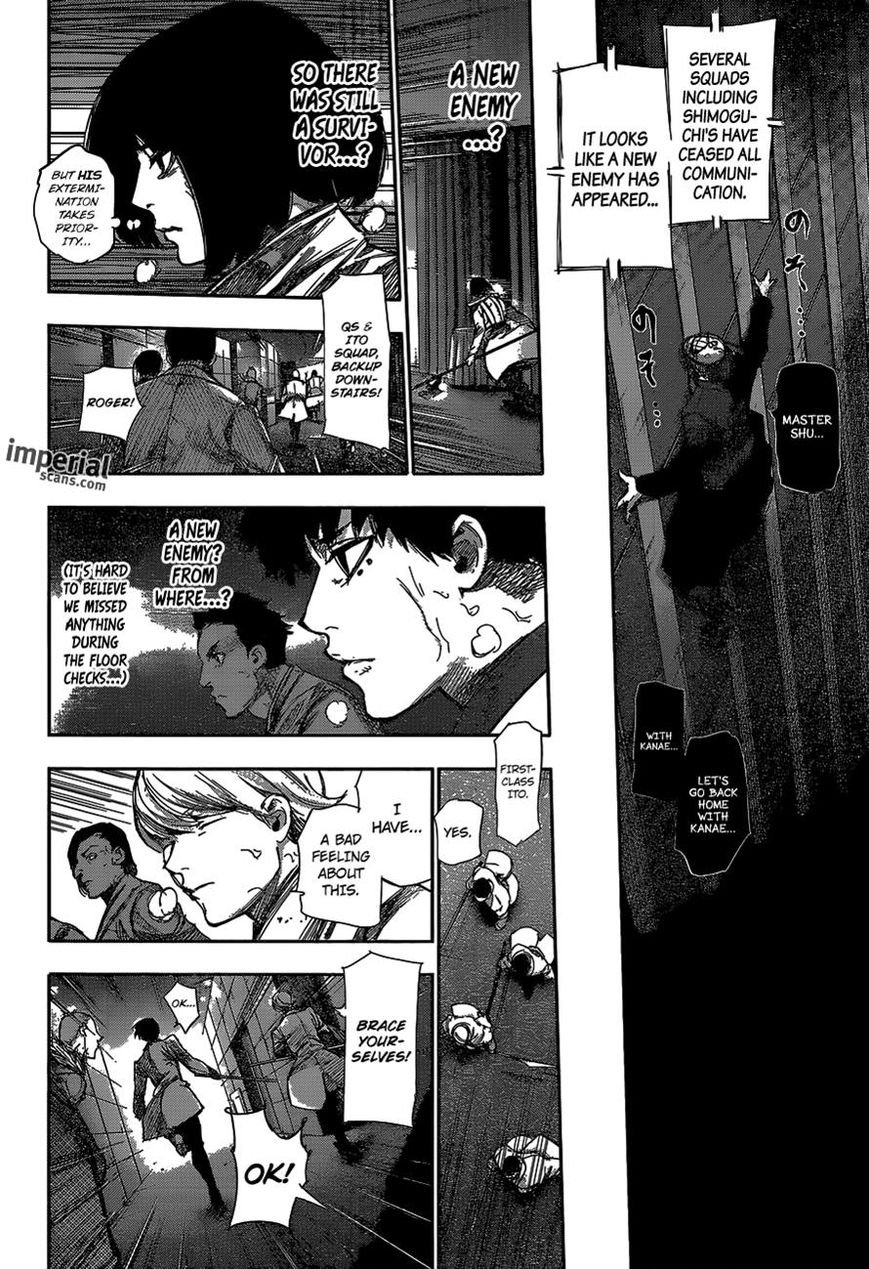 SEVERAL
SQUADS
INCLUDING
SHIMOGU-
CHI'S HAVE
CEASED ALL
COMMUNI-
CATION.
IT LOOKS
LIKE A NEW
ENEMY HAS
APPEARED...
のそ…
のそ…
MASTER
SHU...
WITH
KANAE...
LET'S
GO BACK
HOME
WITH
KANAE...
A NEW
ENEMY
...?
SO THERE
WAS STILL
A SURVI-
VOR...?
BUT HIS
EXTERMI-
NATION
TAKES
PRIOR-
ITY...
QS &
ITO
SQUAD,
BACKUP
DOWN-
STAIRS!
ROGER!
imperial
scans.com
A NEW
ENEMY?
FROM
WHERE...?
(IT'S HARD
TO BELIEVE
WE MISSED
ANYTHING
DURING
THE FLOOR
CHECKS...)
FIRST-
CLASS
ITO.
YES.
I
HAVE...
A BAD
FEELING
ABOUT
THIS.
BRACE
YOUR-
SELVES!
OK...
OK!